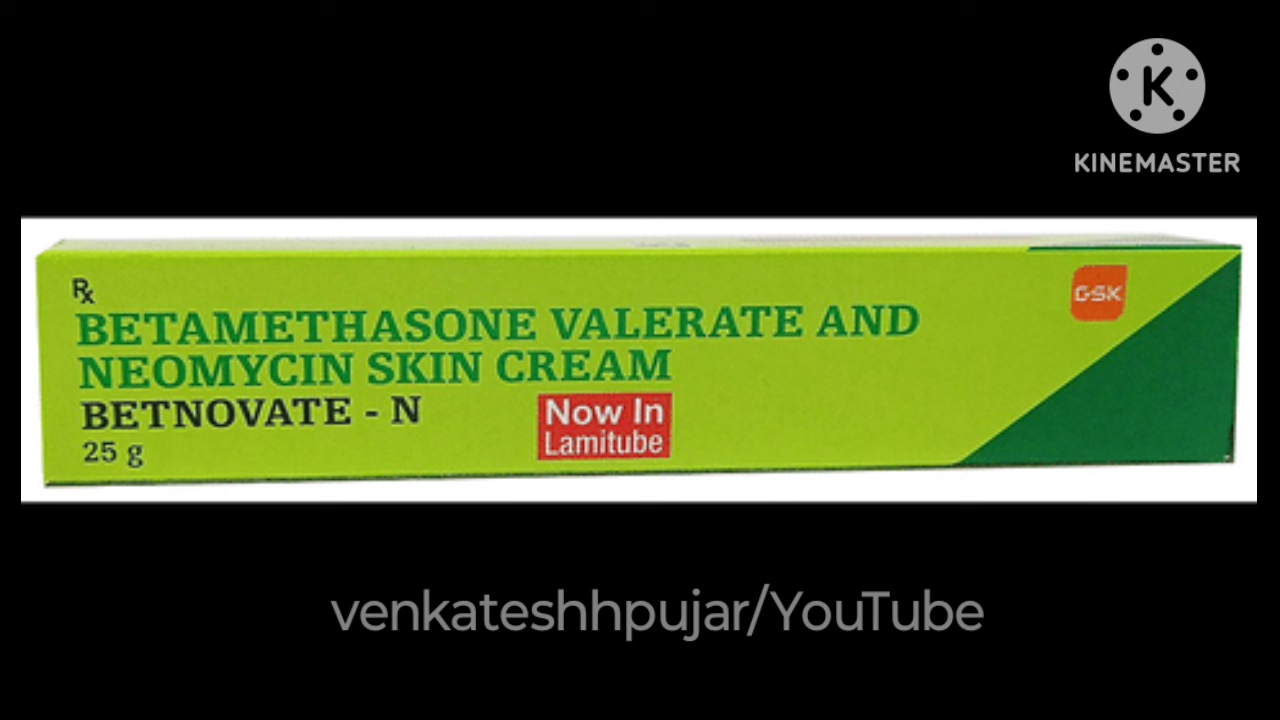 KINEMASTER
Rx
BETAMETHASONE VALERATE AND
NEOMYCIN SKIN CREAM
BETNOVATE - N
25 g
Now In
Lamitube
GSK
venkateshhpujar/YouTube